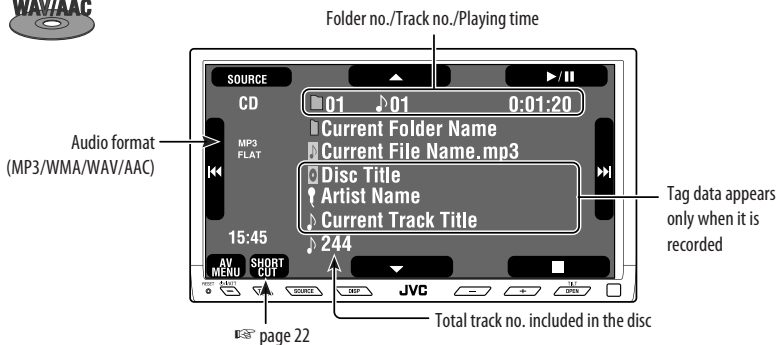 WAV/AAC
Folder no./Track no./Playing time
SOURCE
CD
01 01 0:01:20
Current Folder Name
MP3
FLAT
Current File Name.mp3
Disc Title
Artist Name
Current Track Title
15:45
244
AV MENU
SHORT CUT
Audio format
(MP3/WMA/WAV/AAC)
Tag data appears
only when it is
recorded
RESET
SOURCE
DISP
JVC
TILT
OPEN
Total track no. included in the disc
page 22